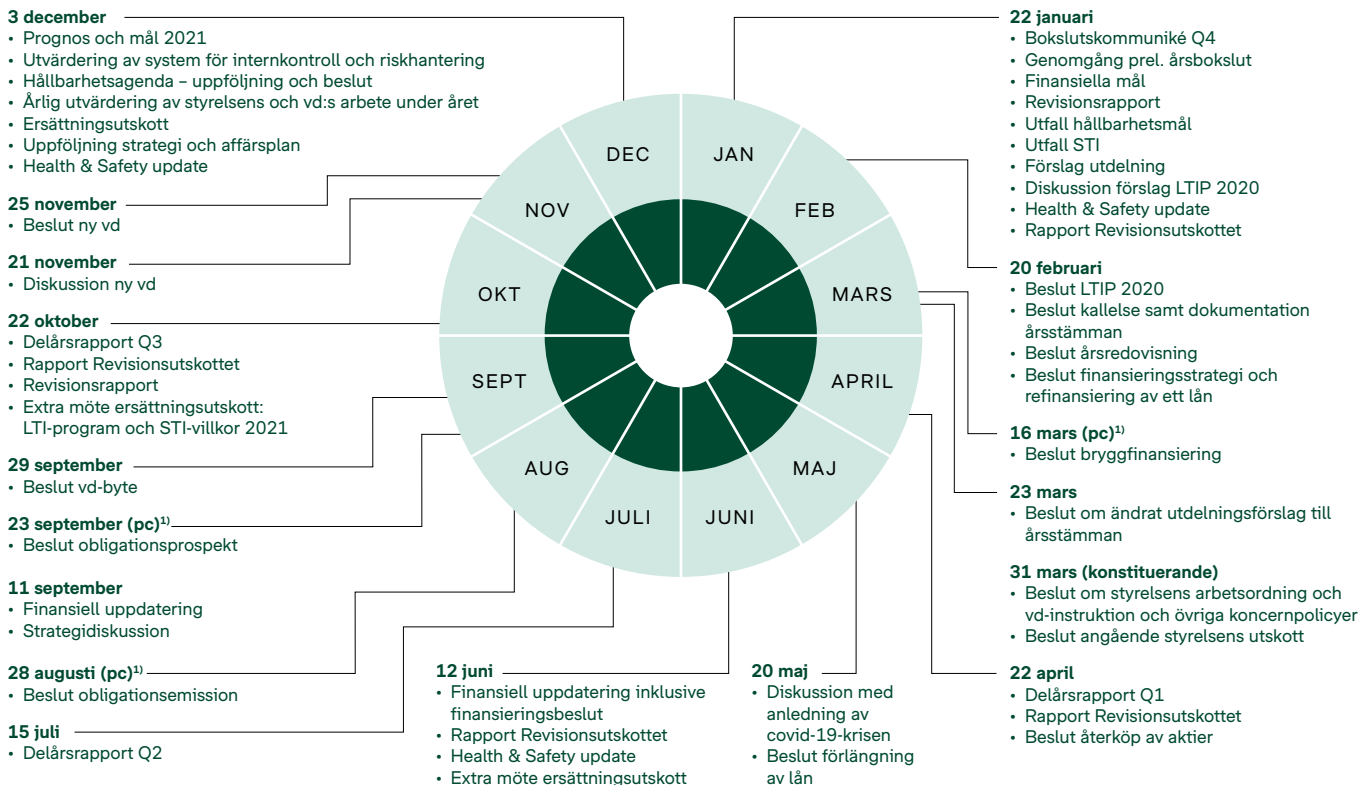 3 december
• Prognos och mål 2021
• Utvärdering av system för internkontroll och riskhantering
• Hållbarhetsagenda – uppföljning och beslut
• Årlig utvärdering av styrelsens och vd:s arbete under året
• Ersättningsutskott
• Uppföljning strategi och affärsplan
• Health & Safety update
25 november
• Beslut ny vd
21 november
• Diskussion ny vd
22 oktober
• Delårsrapport Q3
• Rapport Revisionsutskottet
• Revisionsrapport
• Extra möte ersättningsutskott:
LTI-program och STI-villkor 2021
29 september
• Beslut vd-byte
23 september (pc)1)
• Beslut obligationsprospekt
11 september
• Finansiell uppdatering
• Strategidiskussion
28 augusti (pc)1)
• Beslut obligationsemission
15 juli
• Delårsrapport Q2
DEC
JAN
NOV
FEB
OKT
MARS
SEPT
APRIL
AUG
MAJ
JULI
JUNI
12 juni
• Finansiell uppdatering inklusive
finansieringsbeslut
• Rapport Revisionsutskottet
• Health & Safety update
• Extra möte ersättningsutskott
20 maj
• Diskussion med
anledning av
covid-19-krisen
• Beslut förlängning
av lån
22 januari
• Bokslutskommuniké Q4
• Genomgång prel. årsbokslut
• Finansiella mål
• Revisionsrapport
• Utfall hållbarhetsmål
• Utfall STI
• Förslag utdelning
• Diskussion förslag LTIP 2020
• Health & Safety update
• Rapport Revisionsutskottet
20 februari
• Beslut LTIP 2020
• Beslut kallelse samt dokumentation
årsstämman
• Beslut årsredovisning
• Beslut finansieringsstrategi och
refinansiering av ett lån
16 mars (pc)1)
• Beslut bryggfinansiering
23 mars
• Beslut om ändrat utdelningsförslag till
årsstämman
31 mars (konstituerande)
• Beslut om styrelsens arbetsordning och
vd-instruktion och övriga koncernpolicyer
• Beslut angående styrelsens utskott
22 april
• Delårsrapport Q1
• Rapport Revisionsutskottet
• Beslut återköp av aktier